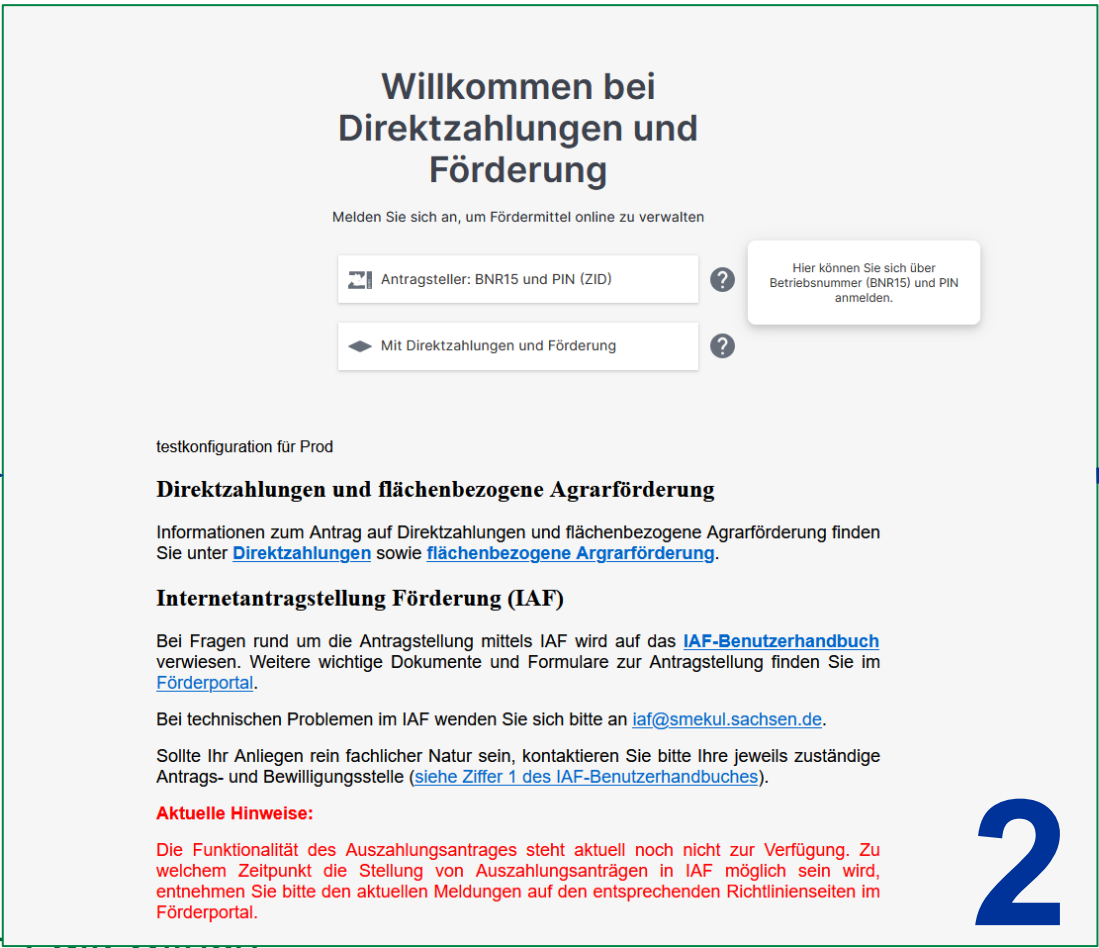 Willkommen bei
Direktzahlungen und
Förderung
Melden Sie sich an, um Fördermittel online zu verwalten
Antragsteller: BNR15 und PIN (ZID)
?
Hier können Sie sich über
Betriebsnummer (BNR15) und PIN
anmelden.
Mit Direktzahlungen und Förderung
?
testkonfiguration für Prod
Direktzahlungen und flächenbezogene Agrarförderung
Informationen zum Antrag auf Direktzahlungen und flächenbezogene Agrarförderung finden
Sie unter Direktzahlungen sowie flächenbezogene Argrarförderung.
Internetantragstellung Förderung (IAF)
Bei Fragen rund um die Antragstellung mittels IAF wird auf das IAF-Benutzerhandbuch
verwiesen. Weitere wichtige Dokumente und Formulare zur Antragstellung finden Sie im
Förderportal.
Bei technischen Problemen im IAF wenden Sie sich bitte an iaf@smekul.sachsen.de.
Sollte Ihr Anliegen rein fachlicher Natur sein, kontaktieren Sie bitte Ihre jeweils zuständige
Antrags- und Bewilligungsstelle (siehe Ziffer 1 des IAF-Benutzerhandbuches).
Aktuelle Hinweise:
Die Funktionalität des Auszahlungsantrages steht aktuell noch nicht zur Verfügung. Zu
welchem Zeitpunkt die Stellung von Auszahlungsanträgen in IAF möglich sein wird,
entnehmen Sie bitte den aktuellen Meldungen auf den entsprechenden Richtlinienseiten im
Förderportal.
2